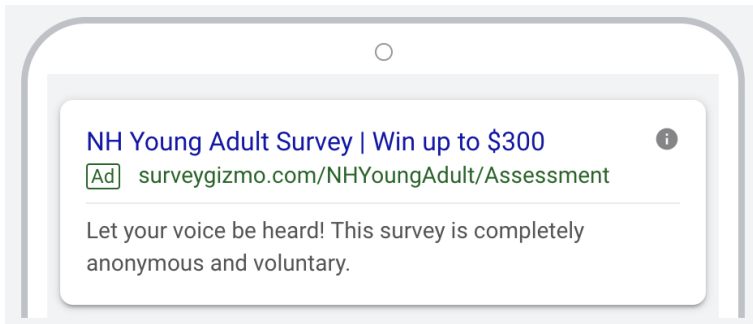 NH Young Adult Survey | Win up to $300
Ad surveygizmo.com/NHYoungAdult/Assessment
Let your voice be heard! This survey is completely
anonymous and voluntary.